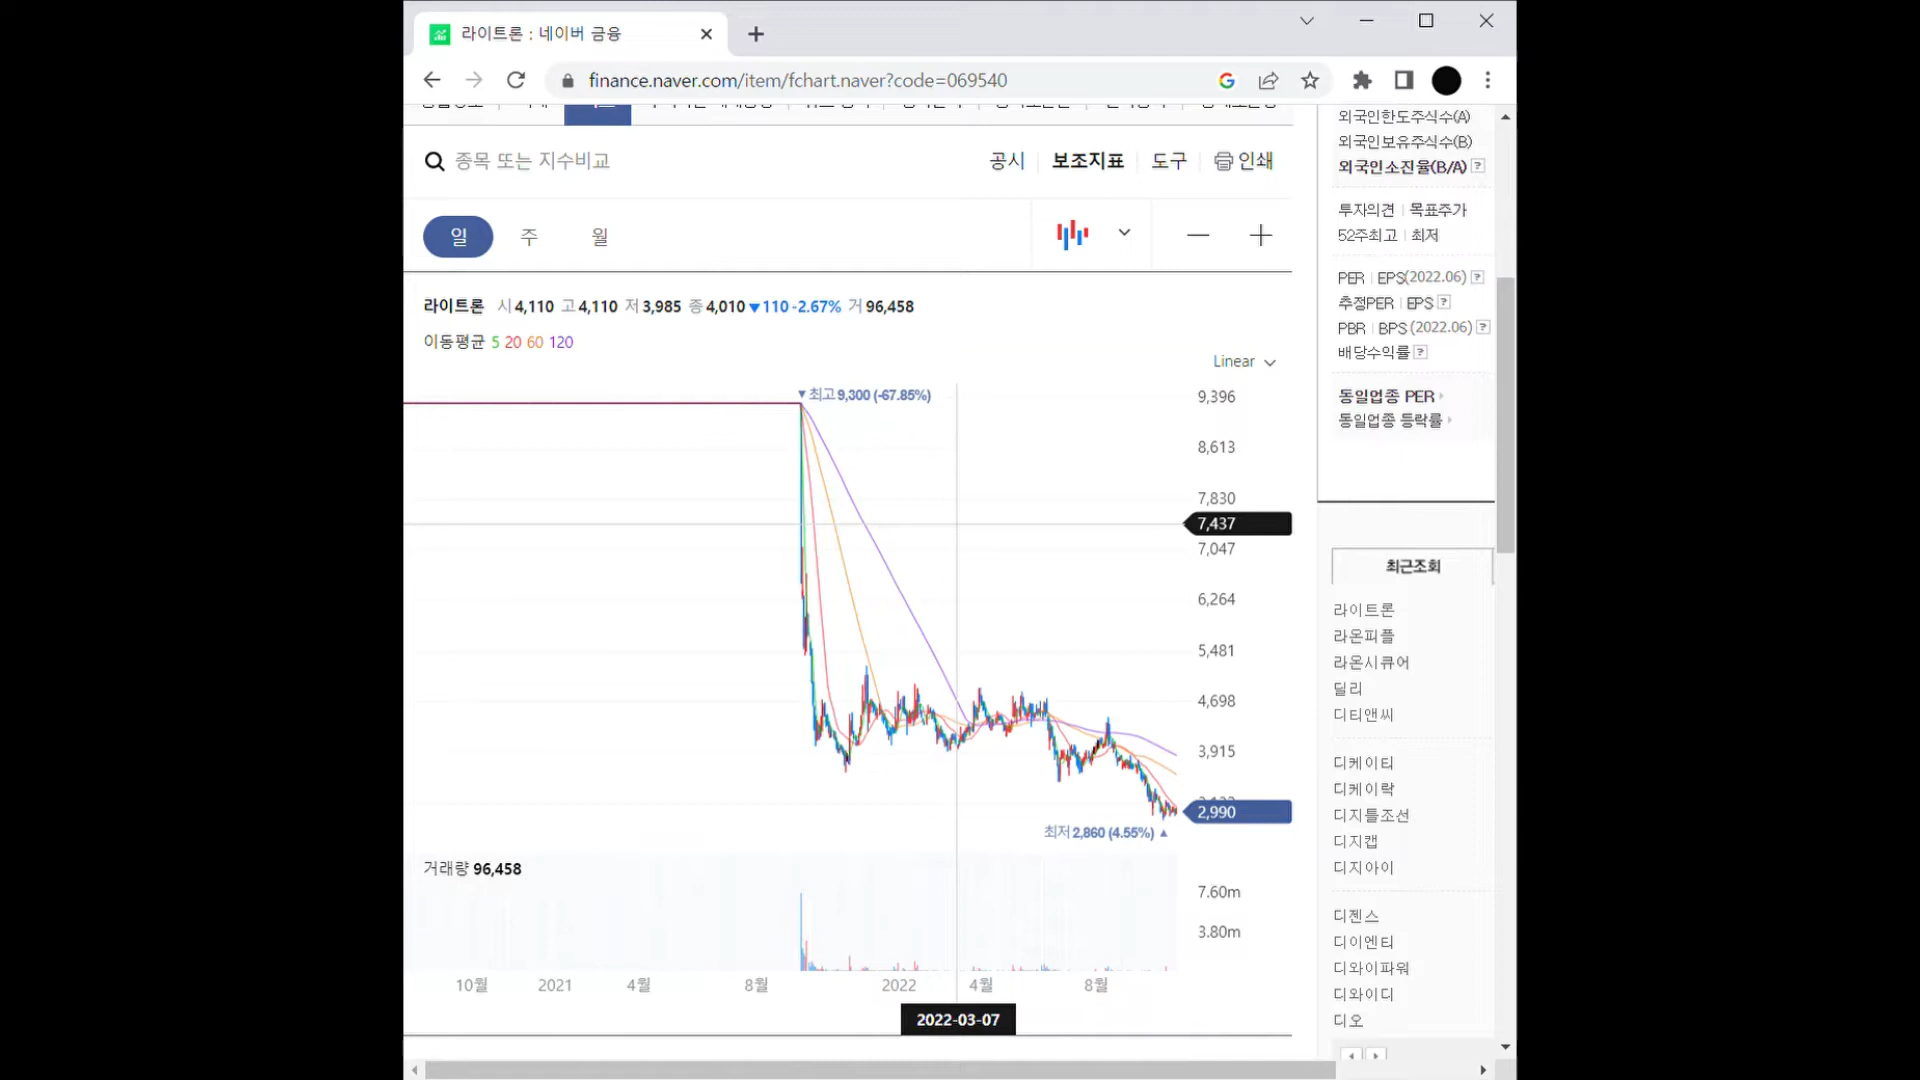 라이트론 : 네이버 금융
finance.naver.com/item/fchart.naver?code=069540
종목 또는 지수비교
공시 보조지표 도구 인쇄
일 주 월
라이트론 시 4,110 고 4,110 저 3,985 종 4,010 ▼110 -2.67% 거 96,458
이동평균 5 20 60 120
Linear
▼최고 9,300 (-67.85%)
9,396
8,613
7,830
7,437
7,047
6,264
5,481
4,698
3,915
2,990
최저 2,860 (4.55%) ▲
거래량 96,458
7.60m
3.80m
10월 2021 4월 8월 2022 4월 8월
2022-03-07
외국인한도주식수(A)
외국인보유주식수(B)
외국인소진율(B/A) ?
투자의견 | 목표주가
52주최고 | 최저
PER | EPS(2022.06) ?
추정PER | EPS ?
PBR | BPS (2022.06) ?
배당수익률 ?
동일업종 PER
동일업종 등락률
최근조회
라이트론
라온피플
라온시큐어
딜리
디티앤씨
디케이티
디케이락
디지틀조선
디지캡
디지아이
디젠스
디이엔티
디와이파워
디와이디
디오